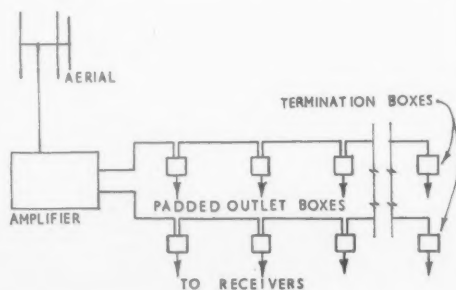 AERIAL
TERMINATION BOXES
AMPLIFIER
PADDED OUTLET BOXES
TO RECEIVERS